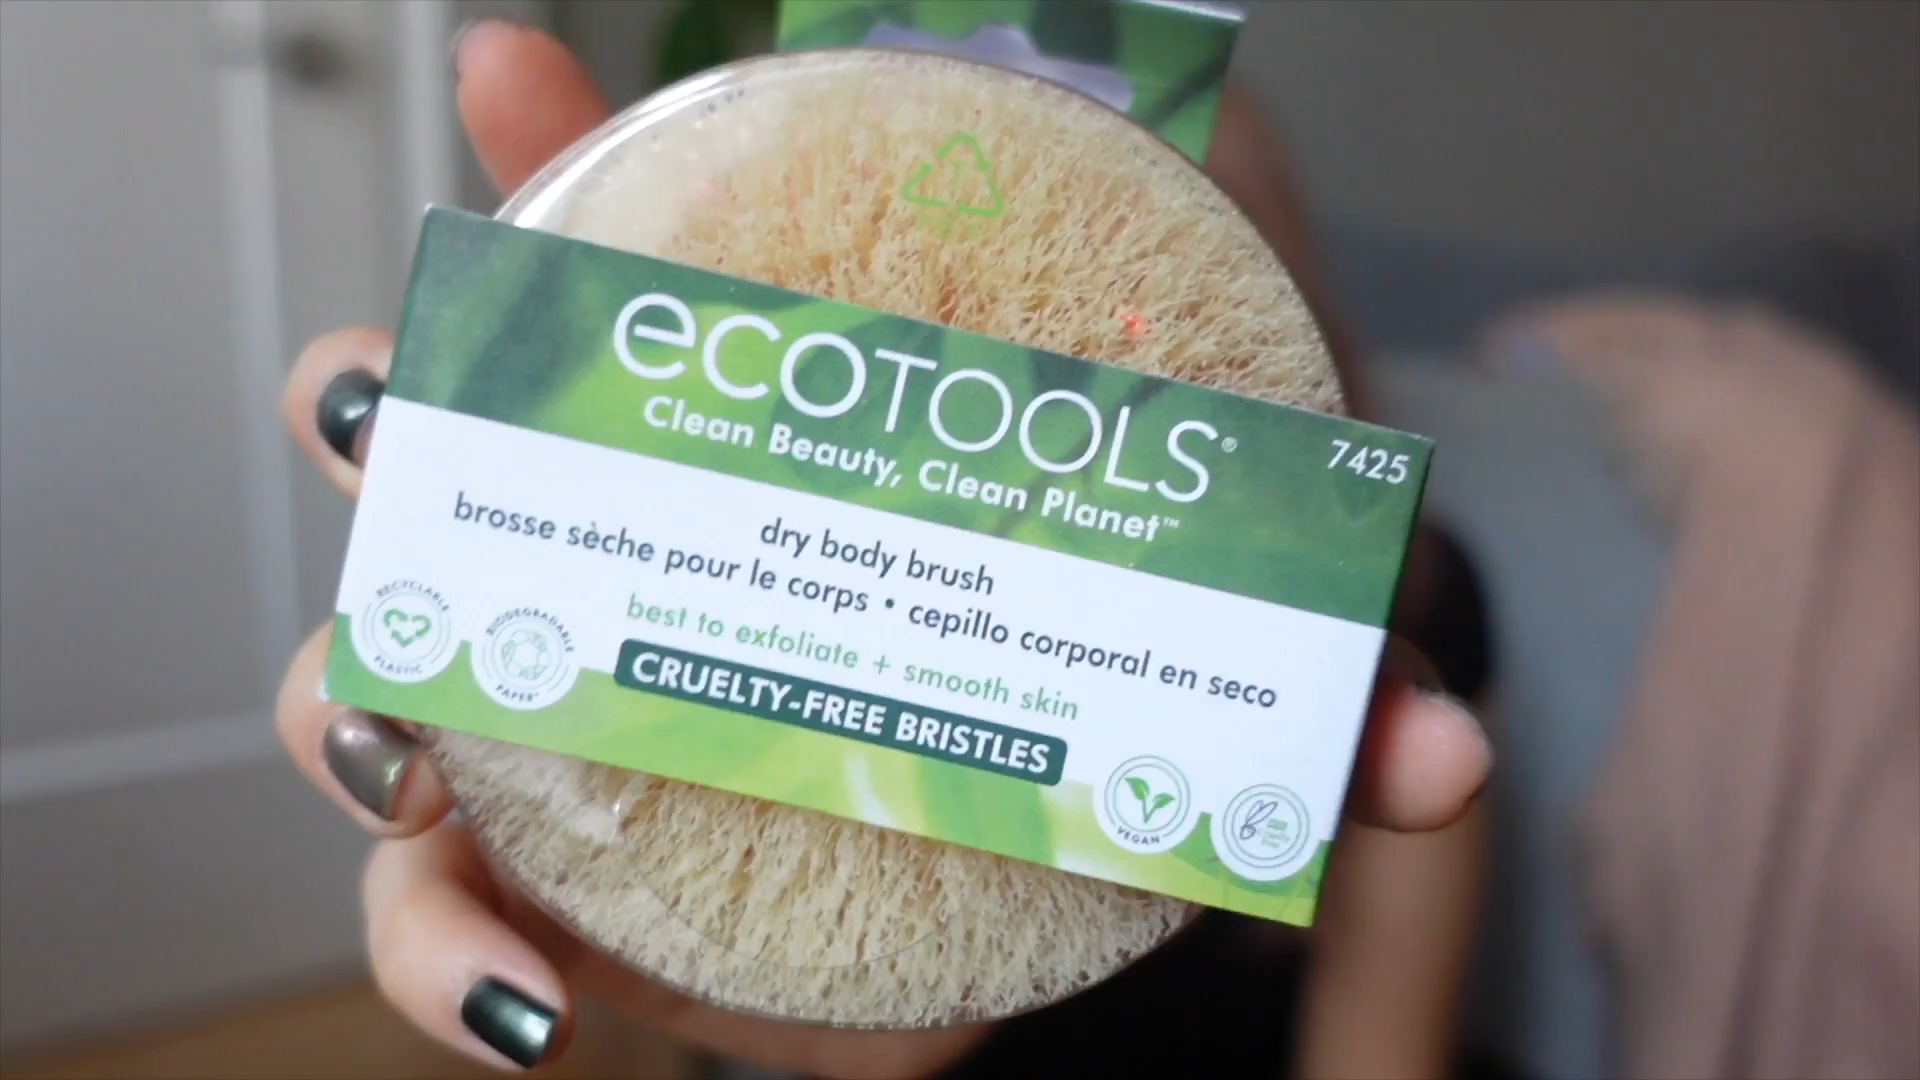 ecoTOOLS®
7425
Clean Beauty, Clean Planet™
dry body brush
brosse sèche pour le corps • cepillo corporal en seco
best to exfoliate + smooth skin
CRUELTY-FREE BRISTLES
RECYCLABLE
PLASTIC
BIODEGRADABLE
PAPER*
VEGAN